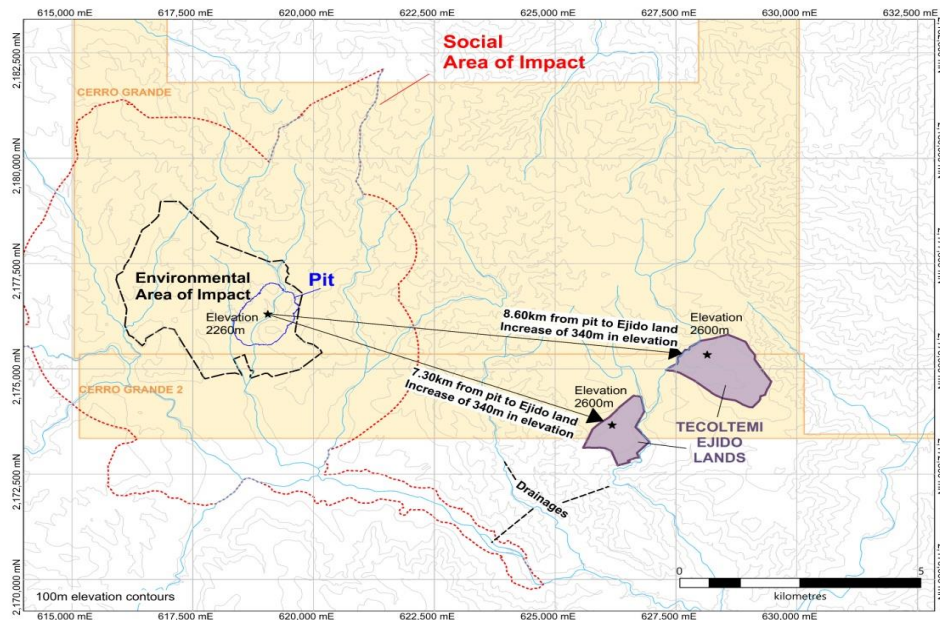 615,000 mE 617,500 mE 620,000 mE 622,500 mE 625,000 mE 627,500 mE 630,000 mE 632,500 mE
2,182,500 mN
2,180,000 mN
2,177,500 mN
2,175,000 mN
2,172,500 mN
2,170,000 mN
Social
Area of Impact
CERRO GRANDE
Environmental
Area of Impact
Pit
Elevation
2260m
8.60km from pit to Ejido land
Increase of 340m in elevation
Elevation
2600m
7.30km from pit to Ejido land
Increase of 340m in elevation
Elevation
2600m
CERRO GRANDE 2
TECOLTEMI
EJIDO
LANDS
Drainages
0 5
kilometres
100m elevation contours
615,000 mE 617,500 mE 620,000 mE 622,500 mE 625,000 mE 627,500 mE 630,000 mE